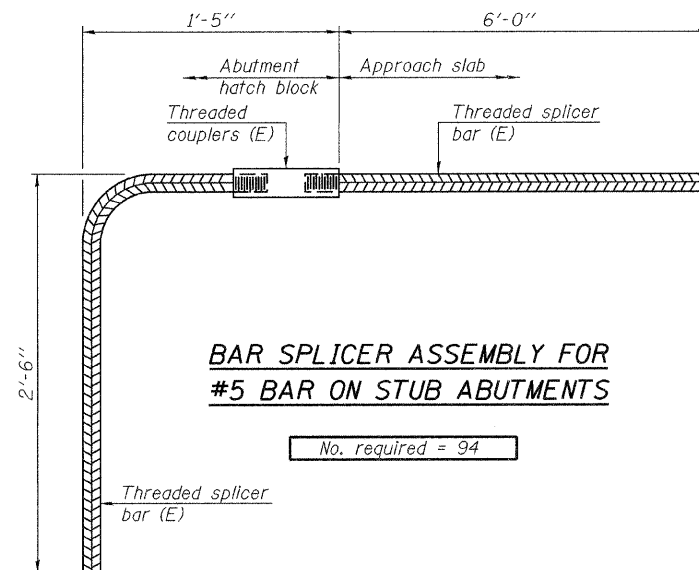 1'-5"
6'-0"
Abutment
hatch block
Approach slab
Threaded
couplers (E)
Threaded splicer
bar (E)
2'-6"
BAR SPLICER ASSEMBLY FOR
#5 BAR ON STUB ABUTMENTS
No. required = 94
Threaded splicer
bar (E)